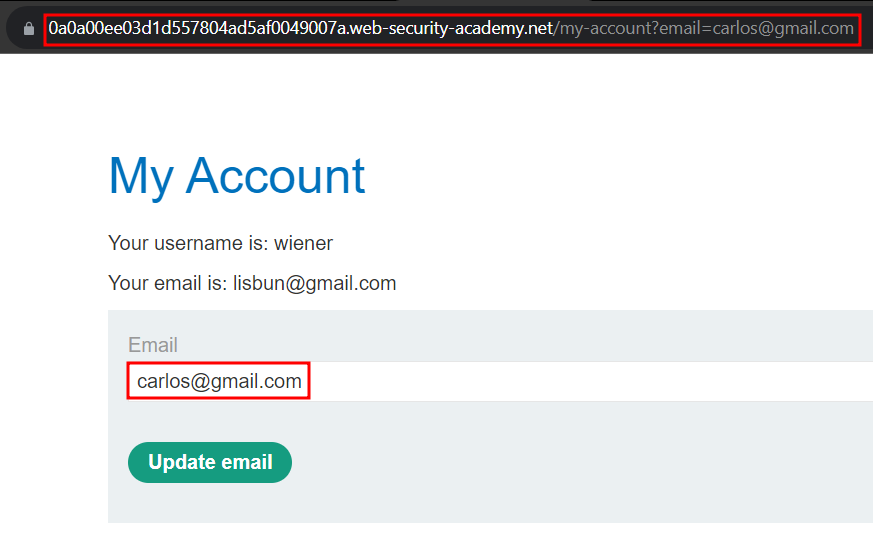 0a0a00ee03d1d557804ad5af0049007a.web-security-academy.net/my-account?email=carlos@gmail.com
My Account
Your username is: wiener
Your email is: lisbun@gmail.com
Email
carlos@gmail.com
Update email